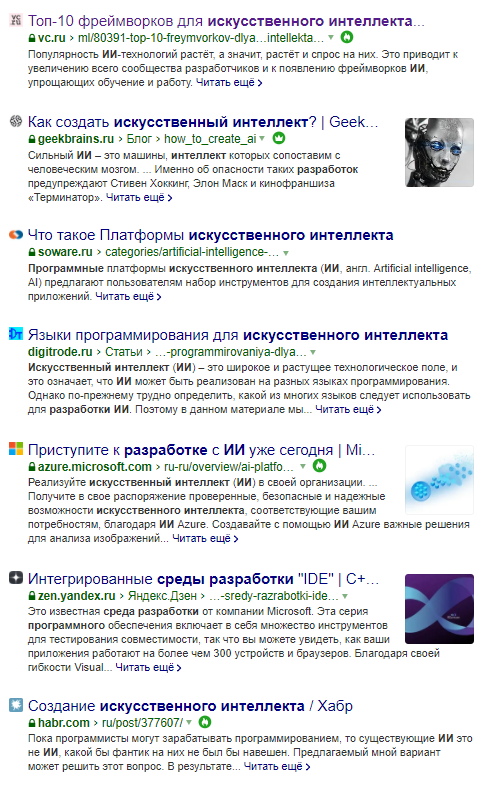 Топ-10 фреймворков для искусственного интеллекта...
vc.ru › ml/80391-top-10-freymvorkov-dlya…intellekta…
Популярность ИИ-технологий растёт, а значит, растёт и спрос на них. Это приводит к
увеличению всего сообщества разработчиков и к появлению фреймворков ИИ,
упрощающих обучение и работу. Читать ещё ›
Как создать искусственный интеллект? | Geek…
geekbrains.ru › Блог › how_to_create_ai
Сильный ИИ – это машины, интеллект которых сопоставим с
человеческим мозгом. ... Именно об опасности таких разработок
предупреждают Стивен Хоккинг, Элон Маск и кинофраншиза
«Терминатор». Читать ещё ›
Что такое Платформы искусственного интеллекта
soware.ru › categories/artificial-intelligence-…
Программные платформы искусственного интеллекта (ИИ, англ. Artificial intelligence,
AI) предлагают пользователям набор инструментов для создания интеллектуальных
приложений. Читать ещё ›
Языки программирования для искусственного интеллекта
digitrode.ru › Статьи › …-programmirovaniya-dlya…
Искусственный интеллект (ИИ) – это широкое и растущее технологическое поле, и
это означает, что ИИ может быть реализован на разных языках программирования.
Однако по-прежнему трудно определить, какой из многих языков следует использовать
для разработки ИИ. Поэтому в данном материале мы... Читать ещё ›
Приступите к разработке с ИИ уже сегодня | Mi…
azure.microsoft.com › ru-ru/overview/ai-platfo…
Реализуйте искусственный интеллект (ИИ) в своей организации. ...
Получите в свое распоряжение проверенные, безопасные и надежные
возможности искусственного интеллекта, соответствующие вашим
потребностям, благодаря ИИ Azure. Создавайте с помощью ИИ Azure важные решения
для анализа изображений... Читать ещё ›
Интегрированные среды разработки "IDE" | C+…
zen.yandex.ru › Яндекс.Дзен › …-sredy-razrabotki-ide…
Это известная среда разработки от компании Microsoft. Эта серия
программного обеспечения включает в себя множество инструментов
для тестирования совместимости, так что вы можете увидеть, как ваши
приложения работают на более чем 300 устройств и браузеров. Благодаря своей
гибкости Visual... Читать ещё ›
Создание искусственного интеллекта / Хабр
habr.com › ru/post/377607/
Пока программисты могут зарабатывать программированием, то существующие ИИ это
не ИИ, какой бы фантик на них не был бы навешен. Предлагаемый мной вариант
может решить этот вопрос. В результате... Читать ещё ›